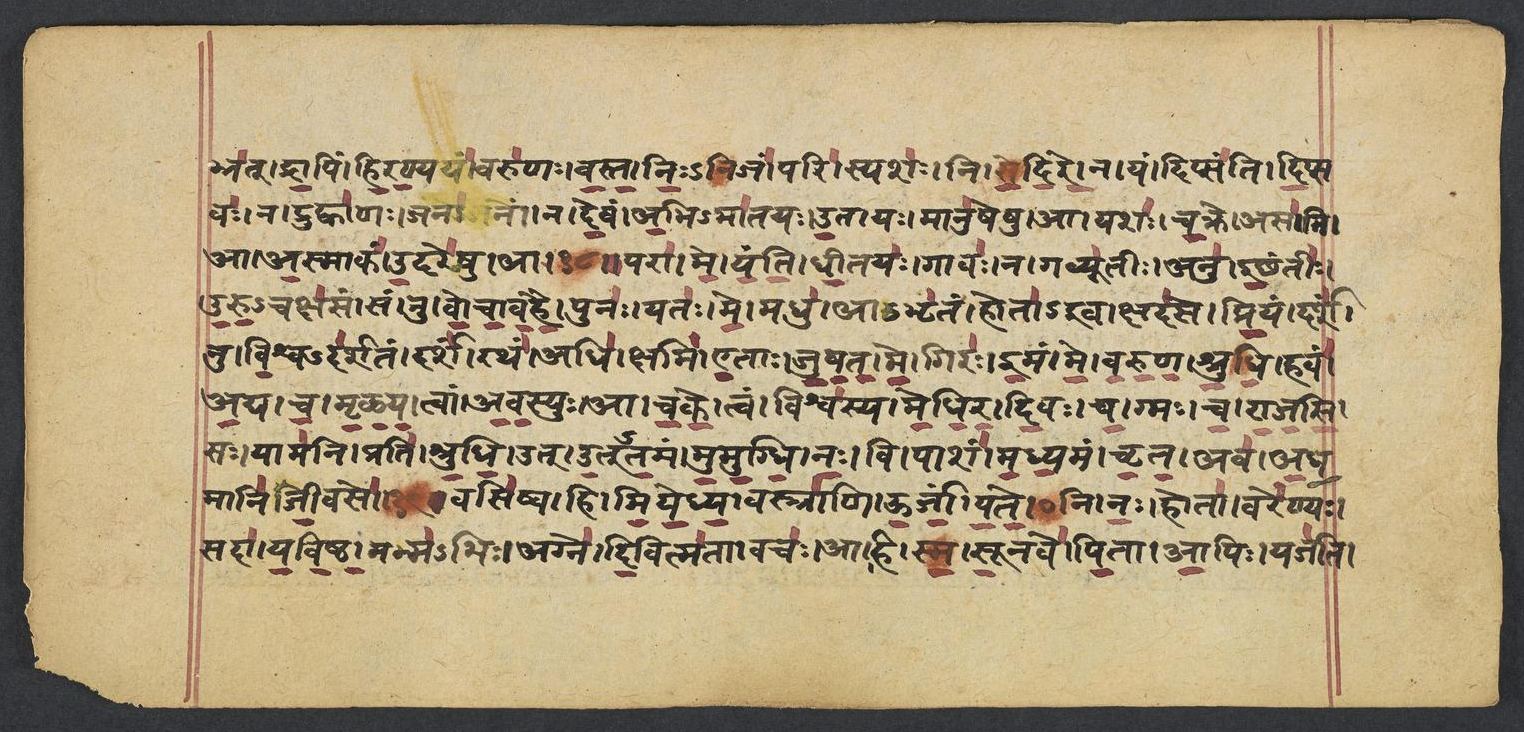 भ्रतू।द्रापिं।हिरण्ययं।वरुणः।वस्त।निःऽनिजं।परि।स्पशः।नि।सेदिरे।न।यं।दिप्संति।दिप्स
वः।न।द्रुह्वाणः।जनानां।न।देवं।अभिऽमातयः।उत।यः।मानुषेषु।आ।यशः।चक्रे।असामि।
आ।अस्माकं।उदरेषु।आ।१८॥परा।मे।यंति।धीतयः।गावः।न।गव्यूतीः।अनु।इछंतीः।
उरुऽचक्षसं।सं।नु।वोचावहै।पुनः।यतः।मे।मधु।आऽभृतं।होताऽइव।क्षदसे।प्रियं।दर्शं।
नु।विश्वऽदर्शतं।दर्शं।रथं।अधि।क्षमि।एताः।जुषत।मे।गिरः।इमं।मे।वरुण।श्रुधि।हवं।
अद्य।च।मृळय।त्वां।अवस्युः।आ।चके।त्वं।विश्वस्य।मेधिर।दिवः।च।ग्मः।च।राजसि।
सः।यामनि।प्रति।श्रुधि।उत्।उत्ऽतमं।मुमुग्धि।नः।वि।पाशं।मध्यमं।चृत।अव।अध
मानि।जीवसे।वसिष्व।हि।मियेध्य।वस्त्राणि।ऊर्जां।पते।नि।नः।होता।वरेण्यः।
सदा।यविष्ठ।मन्मऽभिः।अग्ने।दिवित्मता।वचः।आ।हि।स्म।सूनवे।पिता।आपिः।यजति।